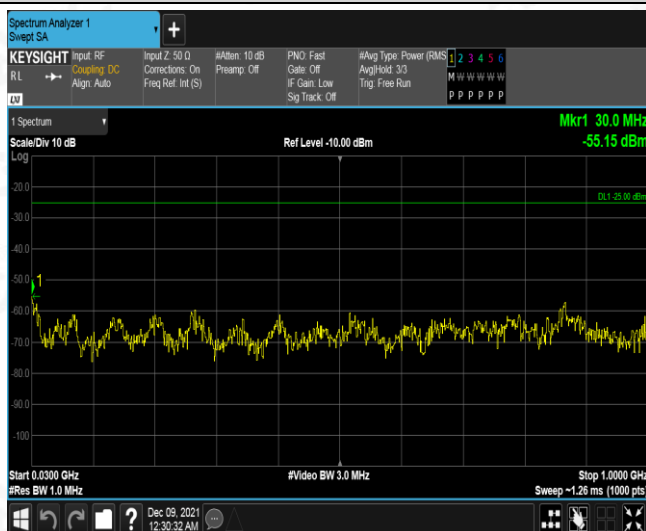 Spectrum Analyzer 1
Swept SA
+
KEYSIGHT
RL
LXI
Input: RF
Coupling: DC
Align: Auto
Input Z: 50 Ω
Corrections: On
Freq Ref: Int (S)
#Atten: 10 dB
Preamp: Off
PNO: Fast
Gate: Off
IF Gain: Low
Sig Track: Off
#Avg Type: Power (RMS
Avg|Hold: 3/3
Trig: Free Run
1 2 3 4 5 6
M W W W W W
P P P P P P
1 Spectrum
Mkr1 30.0 MHz
Scale/Div 10 dB
Ref Level -10.00 dBm
-55.15 dBm
Log
-20.0
DL1 -25.00 dBm
-30.0
-40.0
-50.0
1
-60.0
-70.0
-80.0
-90.0
-100
Start 0.0300 GHz
#Video BW 3.0 MHz
Stop 1.0000 GHz
#Res BW 1.0 MHz
Sweep ~1.26 ms (1000 pts)
?
Dec 09, 2021
12:30:32 AM